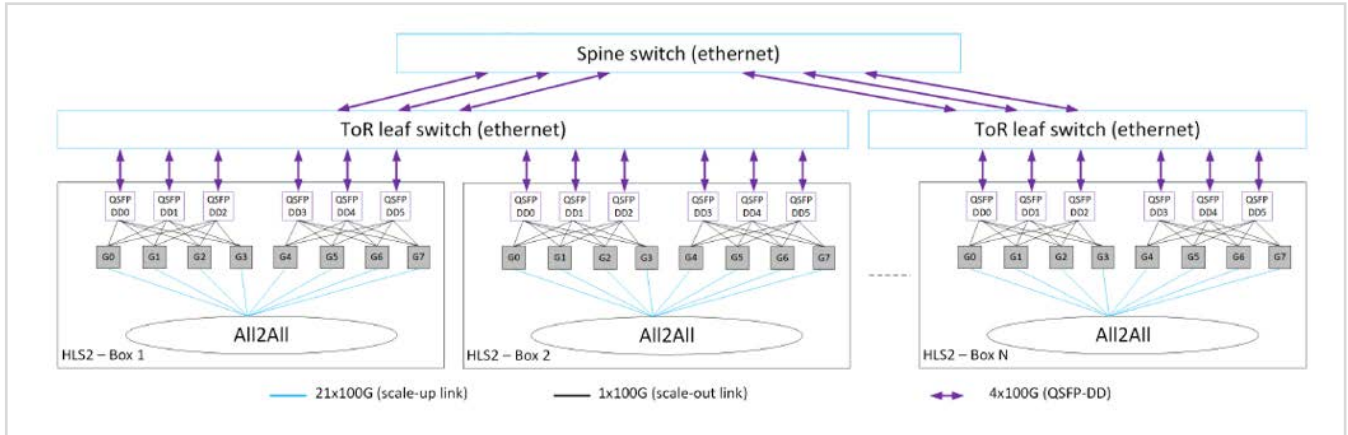 Spine switch (ethernet)
ToR leaf switch (ethernet)
ToR leaf switch (ethernet)
QSFP DD0
QSFP DD1
QSFP DD2
QSFP DD3
QSFP DD4
QSFP DD5
QSFP DD0
QSFP DD1
QSFP DD2
QSFP DD3
QSFP DD4
QSFP DD5
QSFP DD0
QSFP DD1
QSFP DD2
QSFP DD3
QSFP DD4
QSFP DD5
G0 G1 G2 G3 G4 G5 G6 G7
G0 G1 G2 G3 G4 G5 G6 G7
G0 G1 G2 G3 G4 G5 G6 G7
All2All
All2All
All2All
HLS2 – Box 1
HLS2 – Box 2
HLS2 – Box N
21x100G (scale-up link)
1x100G (scale-out link)
4x100G (QSFP-DD)